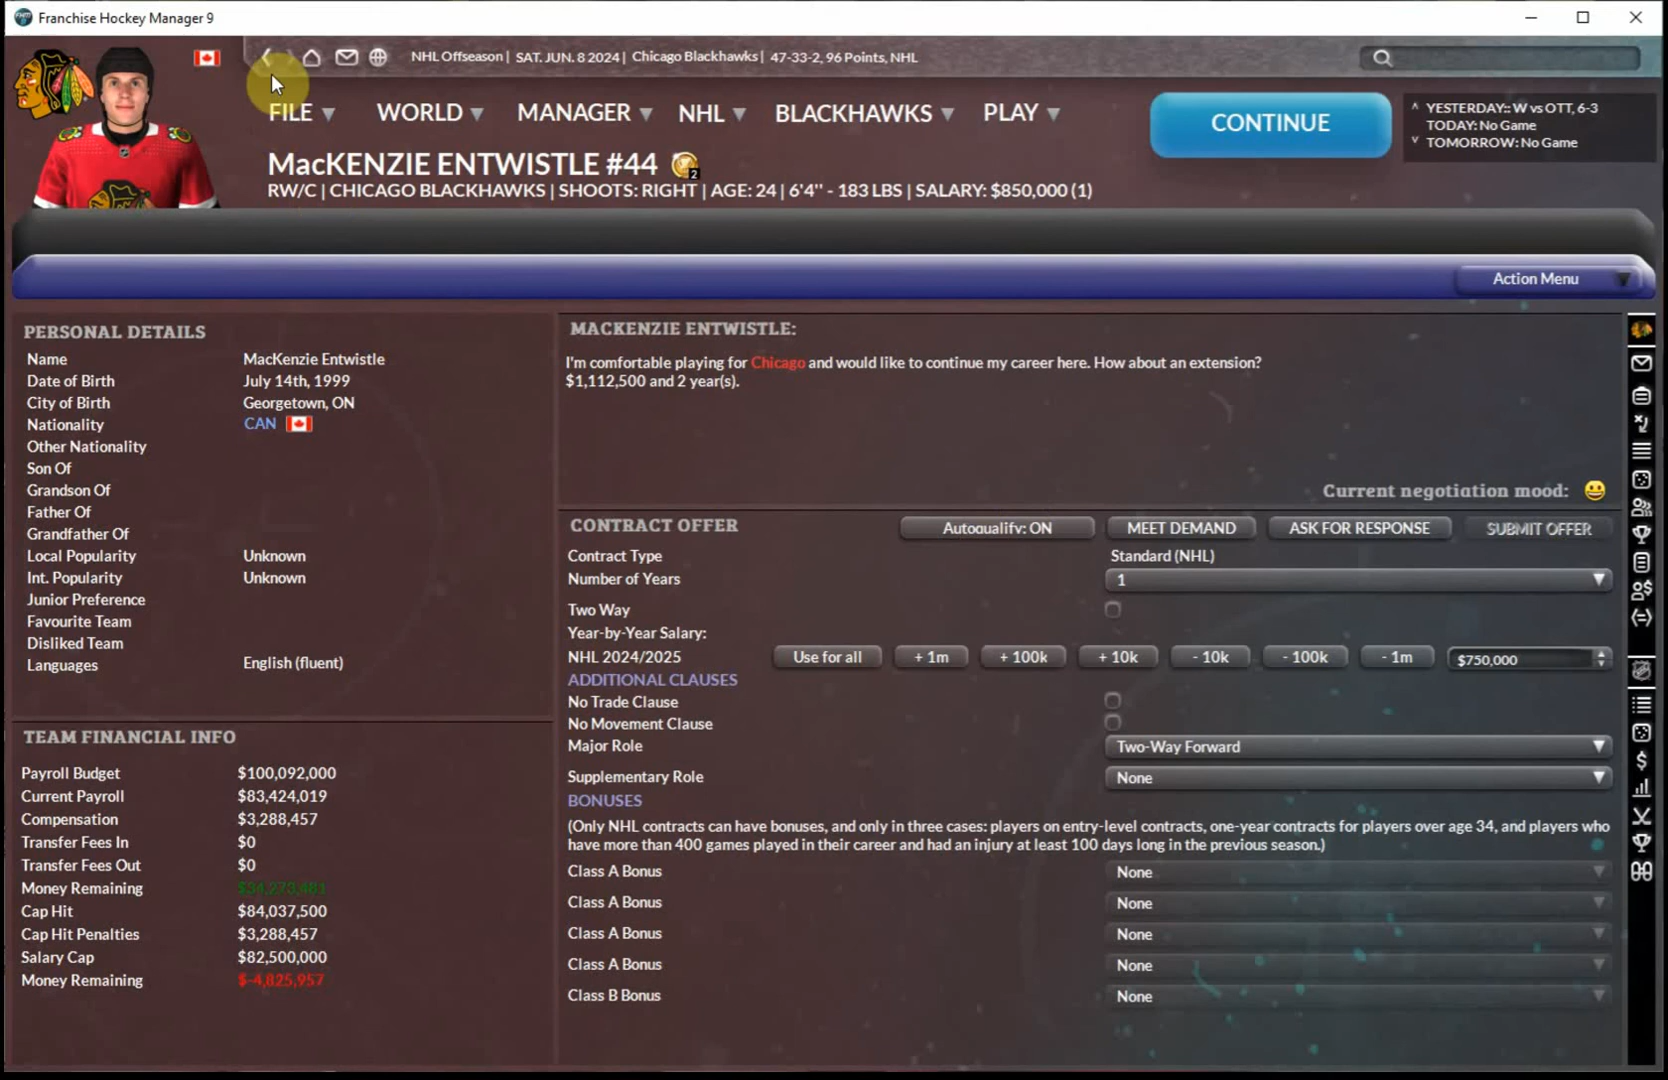 Franchise Hockey Manager 9
NHL Offseason | SAT. JUN. 8 2024 | Chicago Blackhawks | 47-33-2, 96 Points, NHL
FILE WORLD MANAGER NHL BLACKHAWKS PLAY
CONTINUE
YESTERDAY:: W vs OTT, 6-3
TODAY: No Game
TOMORROW: No Game
MacKENZIE ENTWISTLE #44
2
RW/C | CHICAGO BLACKHAWKS | SHOOTS: RIGHT | AGE: 24 | 6'4'' - 183 LBS | SALARY: $850,000 (1)
Action Menu
PERSONAL DETAILS
Name MacKenzie Entwistle
Date of Birth July 14th, 1999
City of Birth Georgetown, ON
Nationality CAN
Other Nationality
Son Of
Grandson Of
Father Of
Grandfather Of
Local Popularity Unknown
Int. Popularity Unknown
Junior Preference
Favourite Team
Disliked Team
Languages English (fluent)
TEAM FINANCIAL INFO
Payroll Budget $100,092,000
Current Payroll $83,424,019
Compensation $3,288,457
Transfer Fees In $0
Transfer Fees Out $0
Money Remaining $34,273,481
Cap Hit $84,037,500
Cap Hit Penalties $3,288,457
Salary Cap $82,500,000
Money Remaining $-4,825,957
MACKENZIE ENTWISTLE:
I'm comfortable playing for Chicago and would like to continue my career here. How about an extension?
$1,112,500 and 2 year(s).
Current negotiation mood:
CONTRACT OFFER Autoqualify: ON MEET DEMAND ASK FOR RESPONSE SUBMIT OFFER
Contract Type Standard (NHL)
Number of Years 1
Two Way
Year-by-Year Salary:
NHL 2024/2025 Use for all + 1m + 100k + 10k - 10k - 100k - 1m $750,000
ADDITIONAL CLAUSES
No Trade Clause
No Movement Clause
Major Role Two-Way Forward
Supplementary Role None
BONUSES
(Only NHL contracts can have bonuses, and only in three cases: players on entry-level contracts, one-year contracts for players over age 34, and players who
have more than 400 games played in their career and had an injury at least 100 days long in the previous season.)
Class A Bonus None
Class A Bonus None
Class A Bonus None
Class A Bonus None
Class B Bonus None